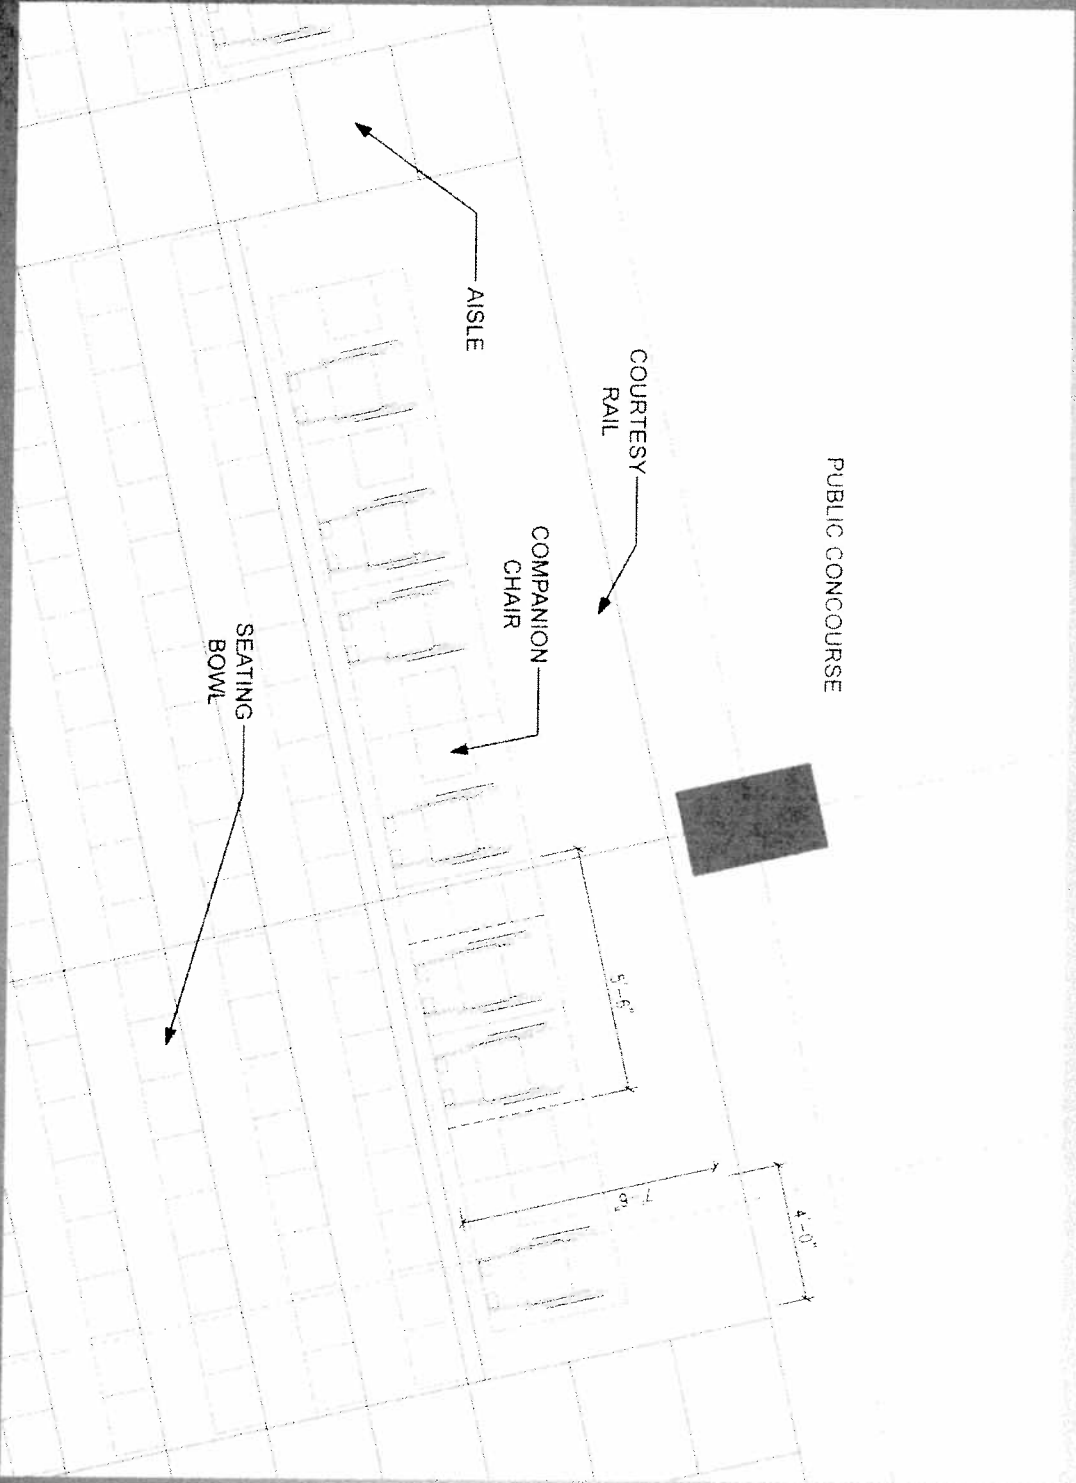 PUBLIC CONCOURSE
COURTESY
RAIL
AISLE
COMPANION
CHAIR
SEATING
BOWL
5'-6"
7'-6"
4'-0"